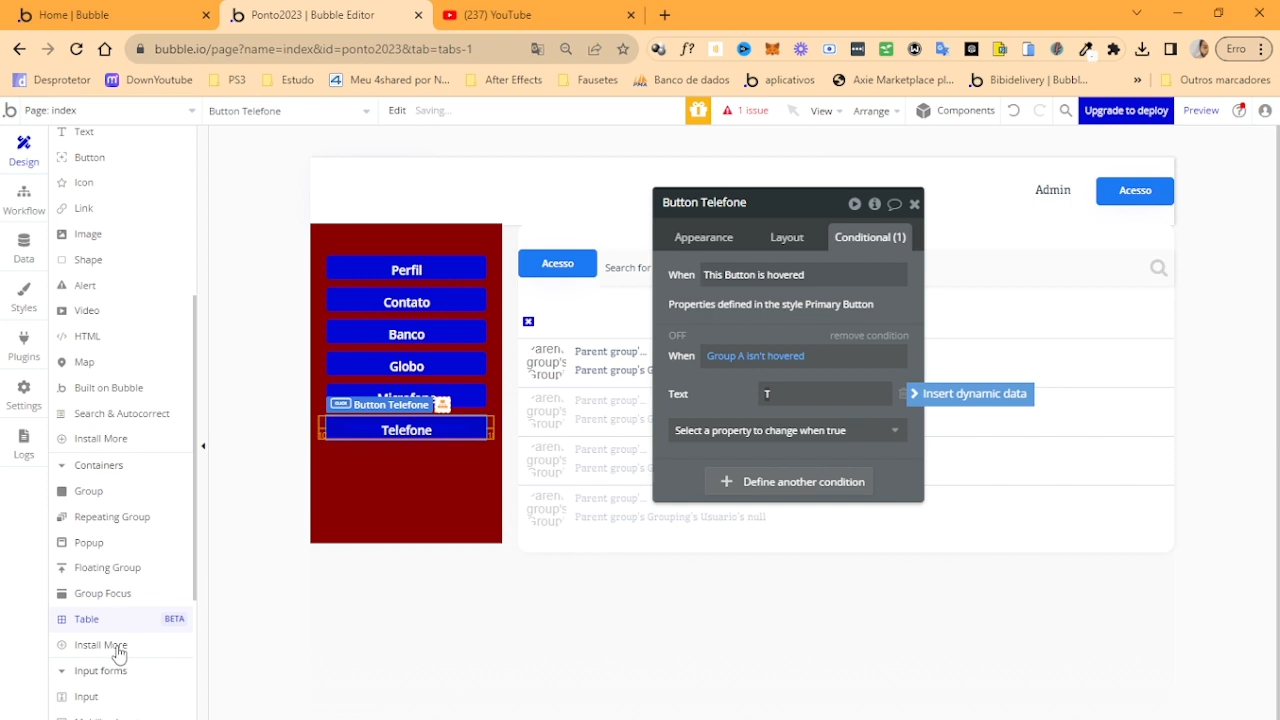 Home | Bubble
Ponto2023 | Bubble Editor
(237) YouTube
bubble.io/page?name=index&id=ponto2023&tab=tabs-1
Erro
Desprotetor
DownYoutube
PS3
Estudo
Meu 4shared por N...
After Effects
Fausetes
Banco de dados
aplicativos
Axie Marketplace pl...
Bibidelivery | Bubbl...
Outros marcadores
Page: index
Button Telefone
Edit
Saving...
1 issue
View
Arrange
Components
Upgrade to deploy
Preview
Design
Workflow
Data
Styles
Plugins
Settings
Logs
Text
Button
Icon
Link
Image
Shape
Alert
Video
HTML
Map
Built on Bubble
Search & Autocorrect
Install More
Containers
Group
Repeating Group
Popup
Floating Group
Group Focus
Table BETA
Install More
Input forms
Input
Admin
Acesso
Perfil
Contato
Banco
Globo
Button Telefone
Telefone
Acesso
Search for
Parent group'...
Parent group's G
Parent group'...
Parent group's G
Parent group'...
Parent group's G
Parent group'...
Parent group's Grouping's Usuario's null
Button Telefone
Appearance
Layout
Conditional (1)
When This Button is hovered
Properties defined in the style Primary Button
OFF
remove condition
When Group A isn't hovered
Text
T
Insert dynamic data
Select a property to change when true
Define another condition